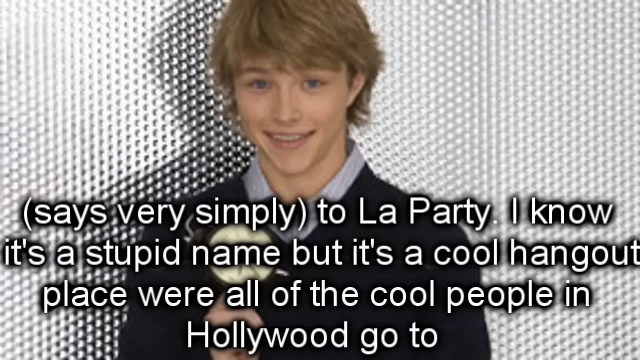 (says very simply) to La Party. I know
it's a stupid name but it's a cool hangout
place were all of the cool people in
Hollywood go to